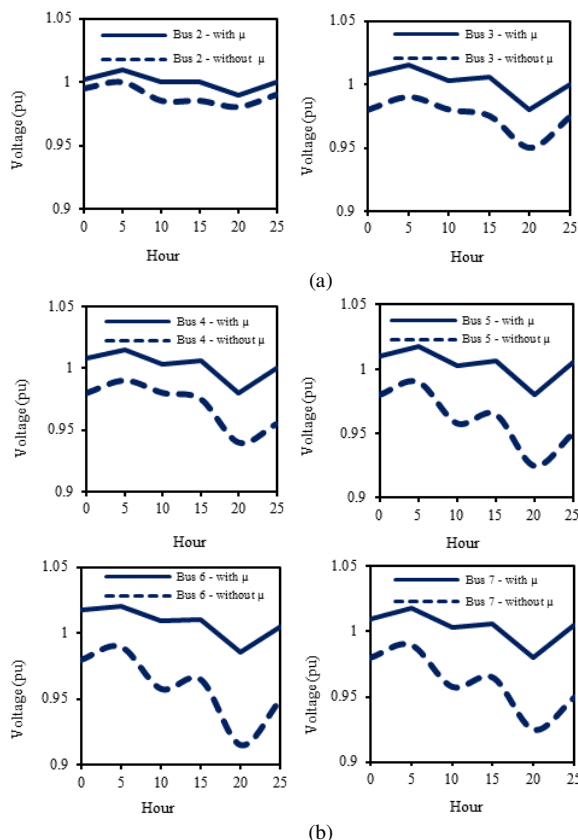 1.05
Bus 2 - with μ
Bus 2 - without μ
1
0.95
0.9
Voltage (pu)
0 5 10 15 20 25
Hour
1.05
Bus 3 - with μ
Bus 3 - without μ
1
0.95
0.9
Voltage (pu)
0 5 10 15 20 25
Hour
(a)
1.05
Bus 4 - with μ
Bus 4 - without μ
1
0.95
0.9
Voltage (pu)
0 5 10 15 20 25
Hour
1.05
Bus 5 - with μ
Bus 5 - without μ
1
0.95
0.9
Voltage (pu)
0 5 10 15 20 25
Hour
1.05
Bus 6 - with μ
Bus 6 - without μ
1
0.95
0.9
Voltage (pu)
0 5 10 15 20 25
Hour
1.05
Bus 7 - with μ
Bus 7 - without μ
1
0.95
0.9
Voltage (pu)
0 5 10 15 20 25
Hour
(b)